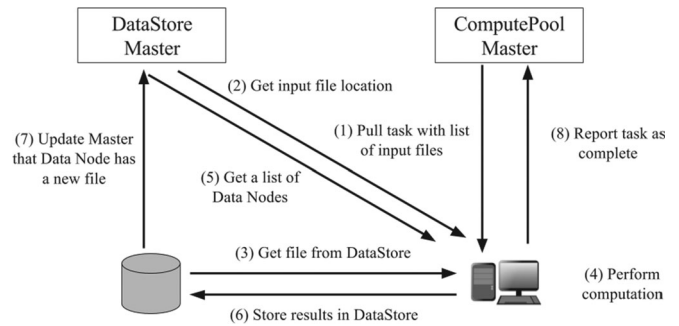 DataStore
Master
ComputePool
Master
(2) Get input file location
(1) Pull task with list
of input files
(7) Update Master
that Data Node has
a new file
(8) Report task as
complete
(5) Get a list of
Data Nodes
(3) Get file from DataStore
(4) Perform
computation
(6) Store results in DataStore